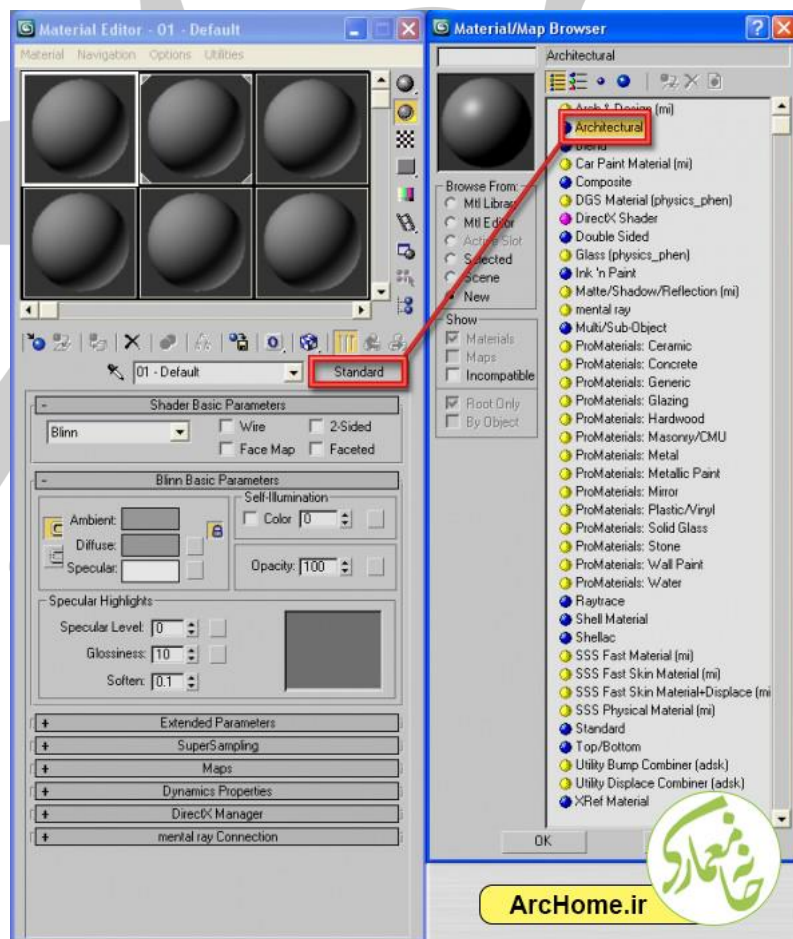 Material Editor - 01 - Default
Material Navigation Options Utilities
01 - Default
Standard
- Shader Basic Parameters
Blinn
Wire
2-Sided
Face Map
Faceted
- Blinn Basic Parameters
Ambient:
Diffuse:
Specular:
Self-Illumination
Color 0
Opacity: 100
Specular Highlights
Specular Level: 0
Glossiness: 10
Soften: 0.1
+ Extended Parameters
+ SuperSampling
+ Maps
+ Dynamics Properties
+ DirectX Manager
+ mental ray Connection
Material/Map Browser
Architectural
Browse From:
Mtl Library
Mtl Editor
Active Slot
Selected
Scene
New
Show
Materials
Maps
Incompatible
Root Only
By Object
Arch & Design (mi)
Architectural
Blend
Car Paint Material (mi)
Composite
DGS Material (physics_phen)
DirectX Shader
Double Sided
Glass (physics_phen)
Ink 'n Paint
Matte/Shadow/Reflection (mi)
mental ray
Multi/Sub-Object
ProMaterials: Ceramic
ProMaterials: Concrete
ProMaterials: Generic
ProMaterials: Glazing
ProMaterials: Hardwood
ProMaterials: Masonry/CMU
ProMaterials: Metal
ProMaterials: Metallic Paint
ProMaterials: Mirror
ProMaterials: Plastic/Vinyl
ProMaterials: Solid Glass
ProMaterials: Stone
ProMaterials: Wall Paint
ProMaterials: Water
Raytrace
Shell Material
Shellac
SSS Fast Material (mi)
SSS Fast Skin Material (mi)
SSS Fast Skin Material+Displace (mi
SSS Physical Material (mi)
Standard
Top/Bottom
Utility Bump Combiner (adsk)
Utility Displace Combiner (adsk)
XRef Material
OK
خانه معماری
ArcHome.ir